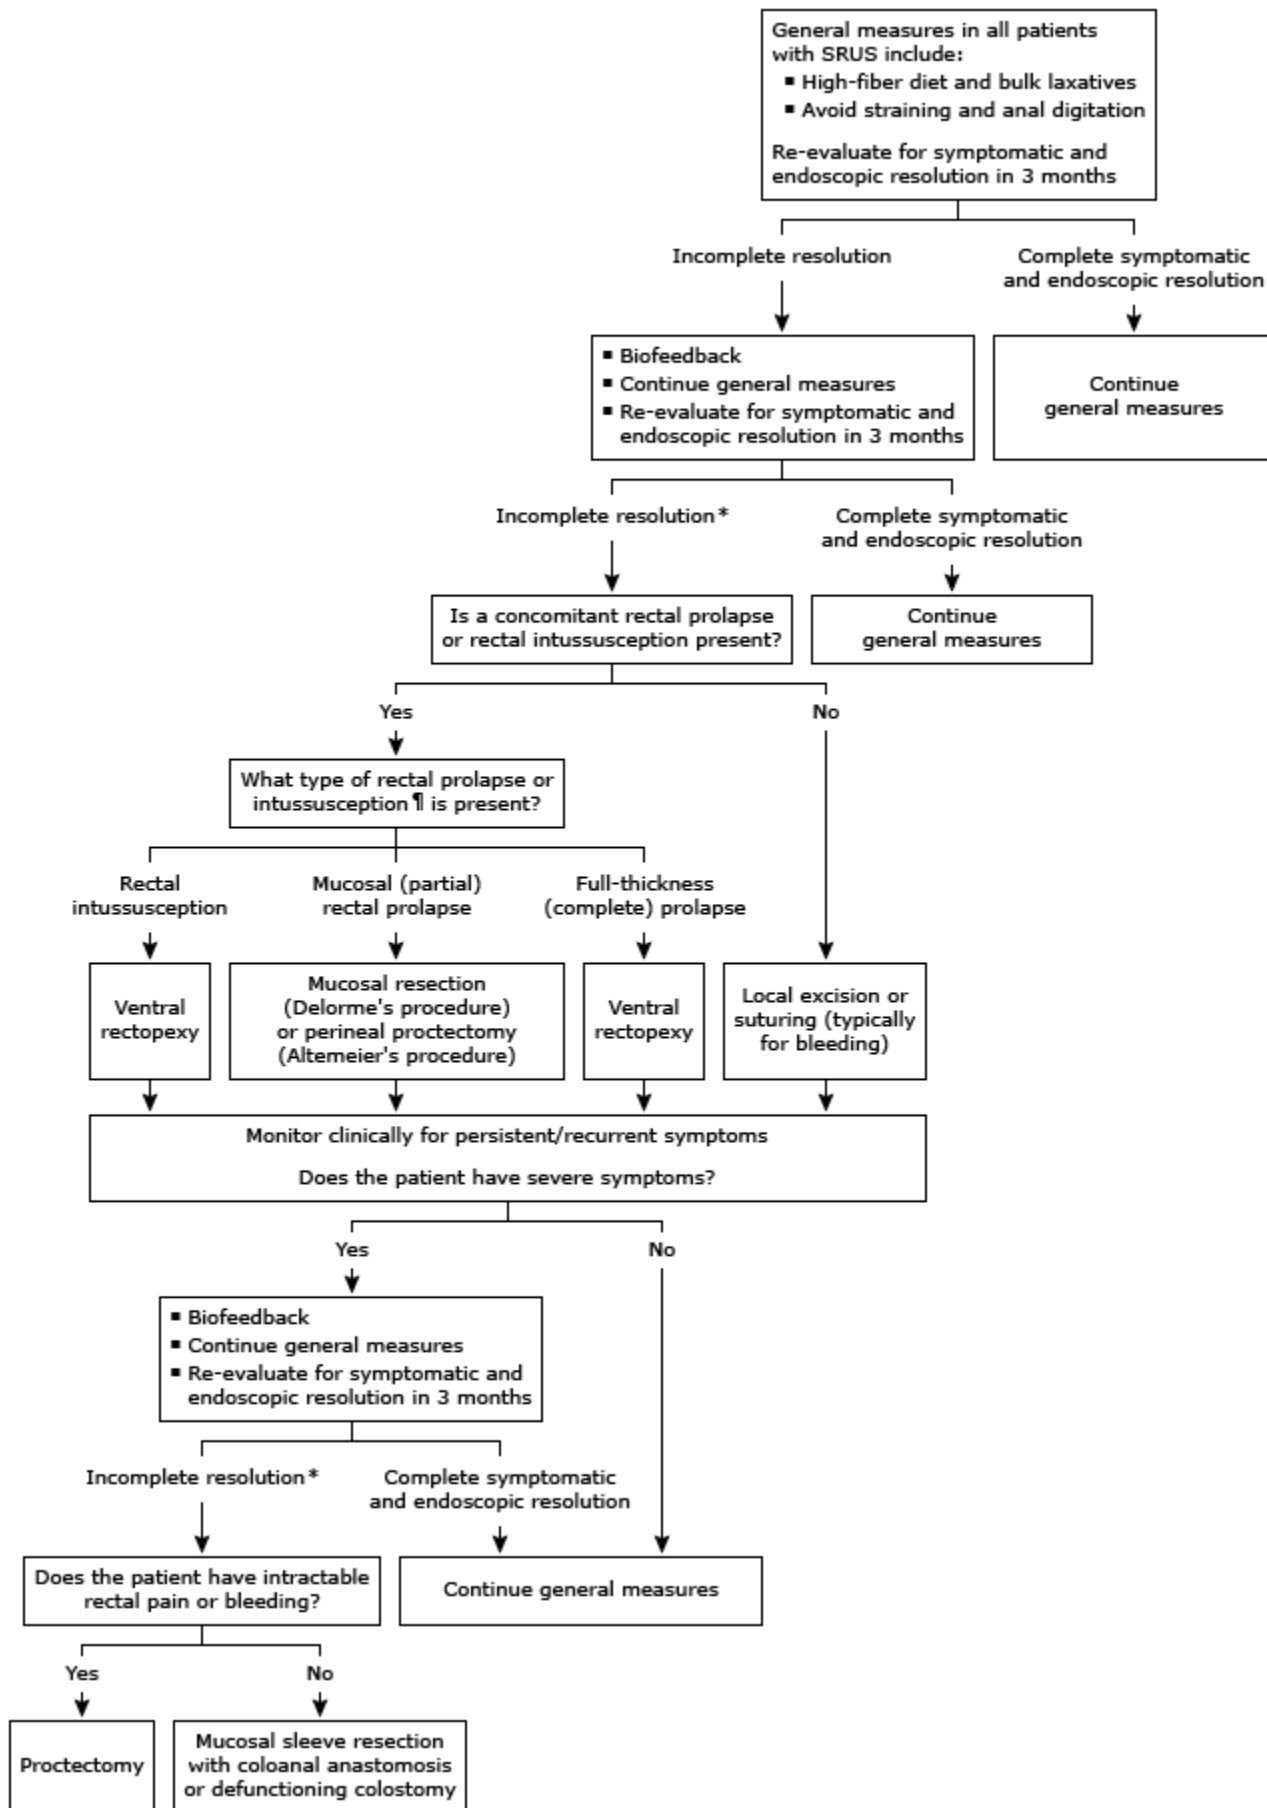 General measures in all patients
with SRUS include:
▪ High-fiber diet and bulk laxatives
▪ Avoid straining and anal digitation
Re-evaluate for symptomatic and
endoscopic resolution in 3 months
Incomplete resolution
Complete symptomatic
and endoscopic resolution
▪ Biofeedback
▪ Continue general measures
▪ Re-evaluate for symptomatic and
endoscopic resolution in 3 months
Continue
general measures
Incomplete resolution*
Complete symptomatic
and endoscopic resolution
Is a concomitant rectal prolapse
or rectal intussusception present?
Continue
general measures
Yes
No
What type of rectal prolapse or
intussusception¶ is present?
Rectal
intussusception
Mucosal (partial)
rectal prolapse
Full-thickness
(complete) prolapse
Ventral
rectopexy
Mucosal resection
(Delorme's procedure)
or perineal proctectomy
(Altemeier's procedure)
Ventral
rectopexy
Local excision or
suturing (typically
for bleeding)
Monitor clinically for persistent/recurrent symptoms
Does the patient have severe symptoms?
Yes
No
▪ Biofeedback
▪ Continue general measures
▪ Re-evaluate for symptomatic and
endoscopic resolution in 3 months
Incomplete resolution*
Complete symptomatic
and endoscopic resolution
Does the patient have intractable
rectal pain or bleeding?
Continue general measures
Yes
No
Proctectomy
Mucosal sleeve resection
with coloanal anastomosis
or defunctioning colostomy